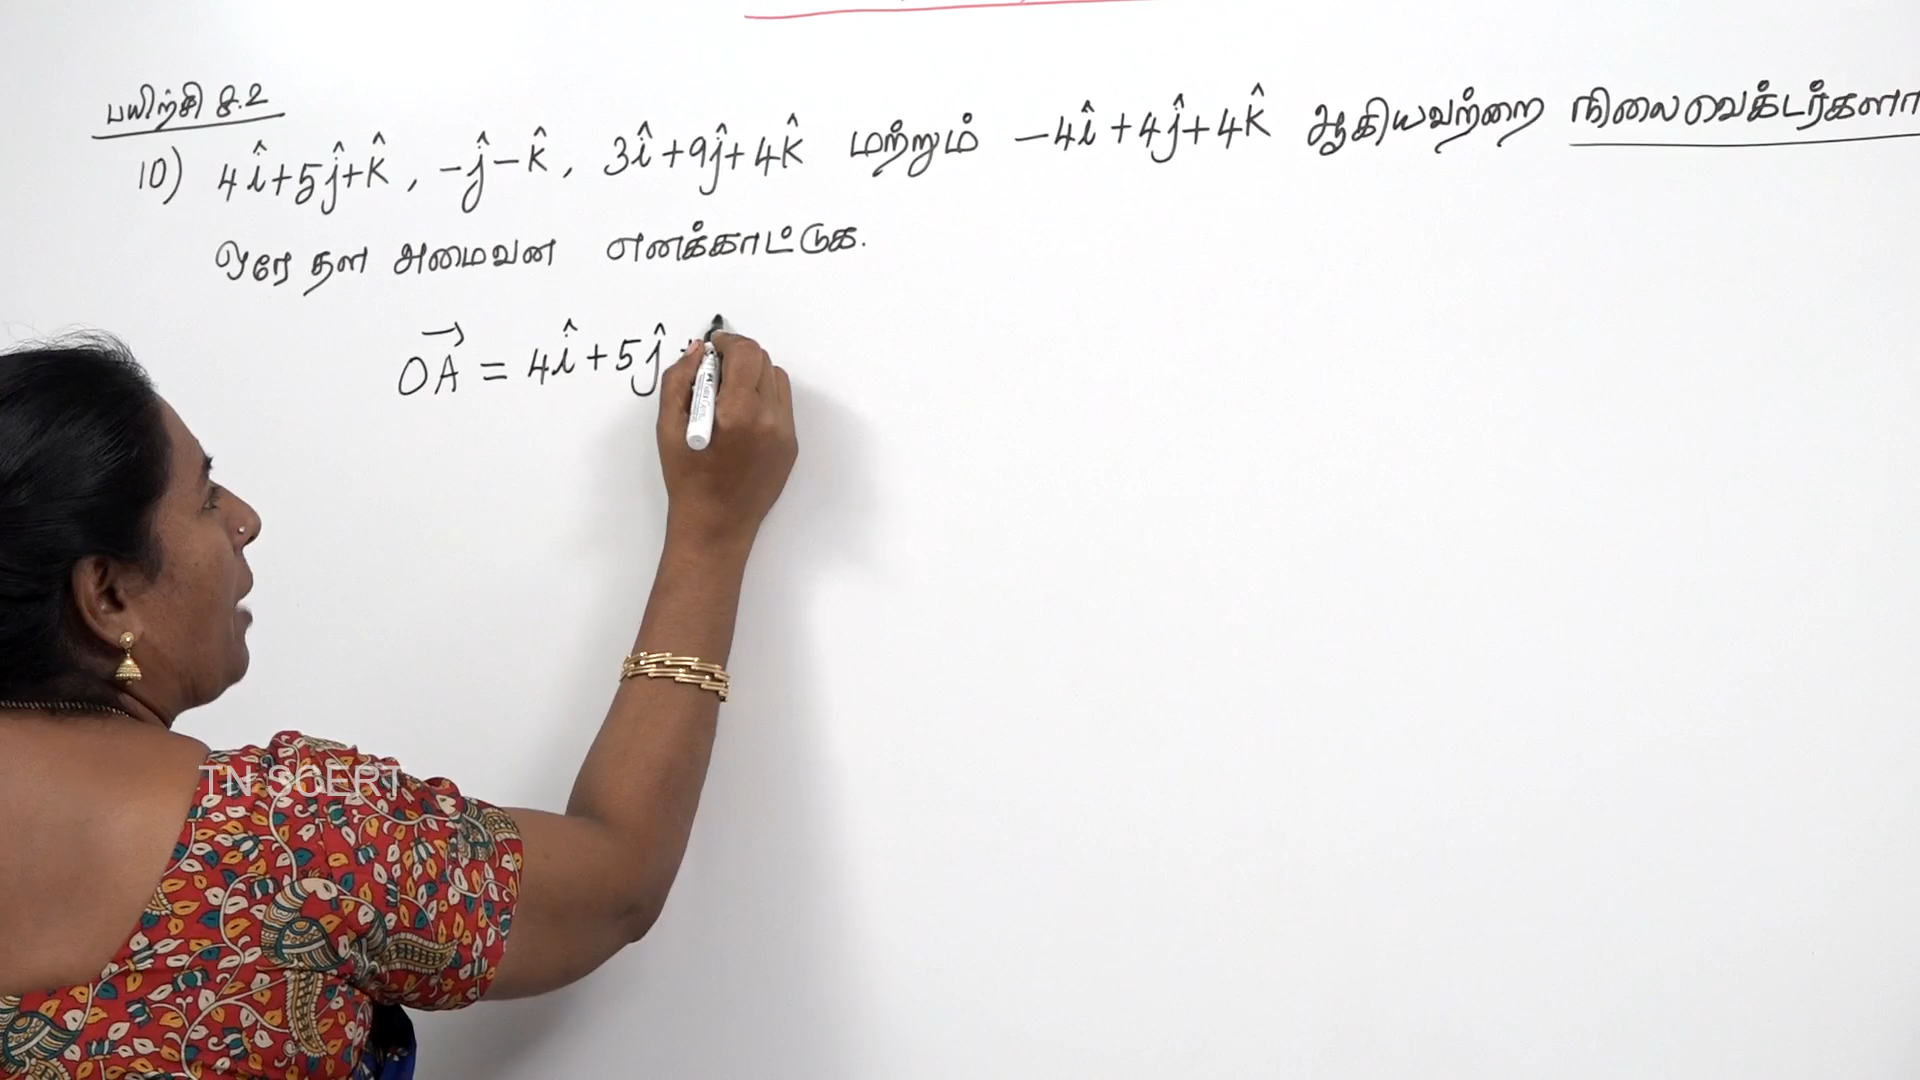 பயிற்சி 8.2
10) 4î+5ĵ+k̂, -ĵ-k̂, 3î+9ĵ+4k̂ மற்றும் -4î+4ĵ+4k̂ ஆகியவற்றை நிலைவெக்டர்களா
ஒரே தள அமைவன எனக்காட்டுக.
OA⃗ = 4î+5ĵ +
TN SCERT